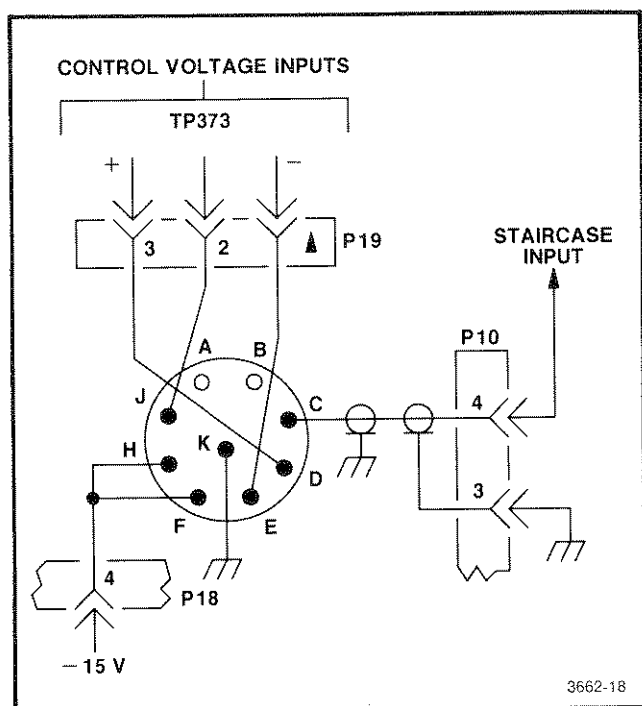 CONTROL VOLTAGE INPUTS
TP373
+ −
3 2 P19
STAIRCASE
INPUT
P10
A B
J C 4
H K D 3
F E
4
P18
− 15 V
3662-18